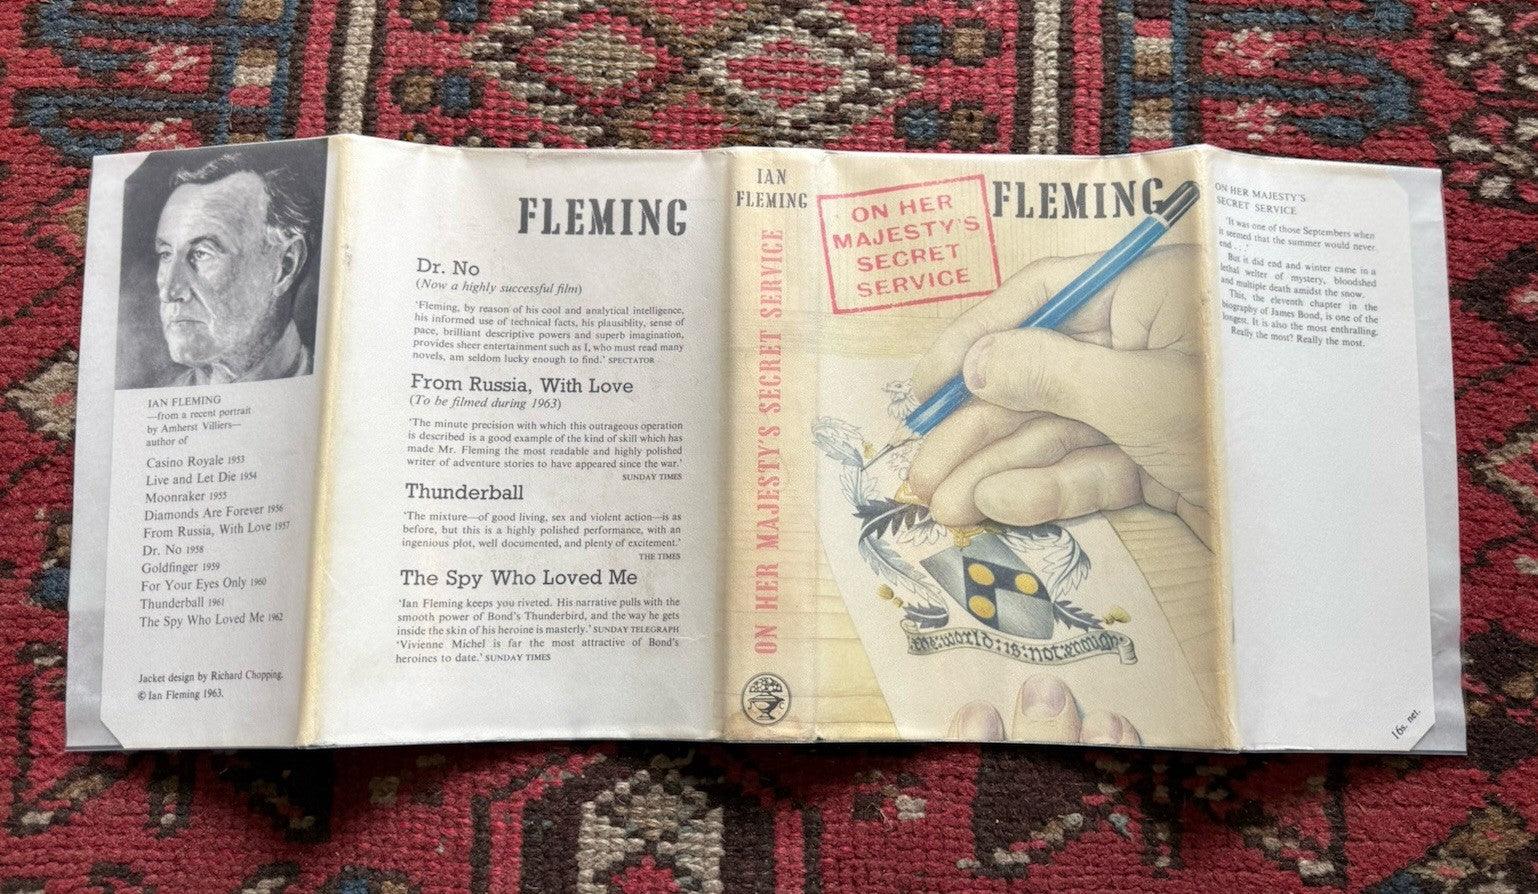 IAN FLEMING
—from a recent portrait
by Amherst Villiers—
author of
Casino Royale 1953
Live and Let Die 1954
Moonraker 1955
Diamonds Are Forever 1956
From Russia, With Love 1957
Dr. No 1958
Goldfinger 1959
For Your Eyes Only 1960
Thunderball 1961
The Spy Who Loved Me 1962
Jacket design by Richard Chopping.
© Ian Fleming 1963.
FLEMING
Dr. No
(Now a highly successful film)
'Fleming, by reason of his cool and analytical intelligence,
his informed use of technical facts, his plausiblity, sense of
pace, brilliant descriptive powers and superb imagination,
provides sheer entertainment such as I, who must read many
novels, am seldom lucky enough to find.' SPECTATOR
From Russia, With Love
(To be filmed during 1963)
'The minute precision with which this outrageous operation
is described is a good example of the kind of skill which has
made Mr. Fleming the most readable and highly polished
writer of adventure stories to have appeared since the war.'
SUNDAY TIMES
Thunderball
'The mixture—of good living, sex and violent action—is as
before, but this is a highly polished performance, with an
ingenious plot, well documented, and plenty of excitement.'
THE TIMES
The Spy Who Loved Me
'Ian Fleming keeps you riveted. His narrative pulls with the
smooth power of Bond's Thunderbird, and the way he gets
inside the skin of his heroine is masterly.' SUNDAY TELEGRAPH
'Vivienne Michel is far the most attractive of Bond's
heroines to date.' SUNDAY TIMES
IAN
FLEMING
ON HER MAJESTY'S SECRET SERVICE
J C
ON HER
MAJESTY'S
SECRET
SERVICE
FLEMING
the·world:is·not·enough
ON HER MAJESTY'S
SECRET SERVICE
'It was one of those Septembers when
it seemed that the summer would never
end . . .'
But it did end and winter came in a
lethal welter of mystery, bloodshed
and multiple death amidst the snow.
This, the eleventh chapter in the
biography of James Bond, is one of the
longest. It is also the most enthralling.
Really the most? Really the most.
16s. net.